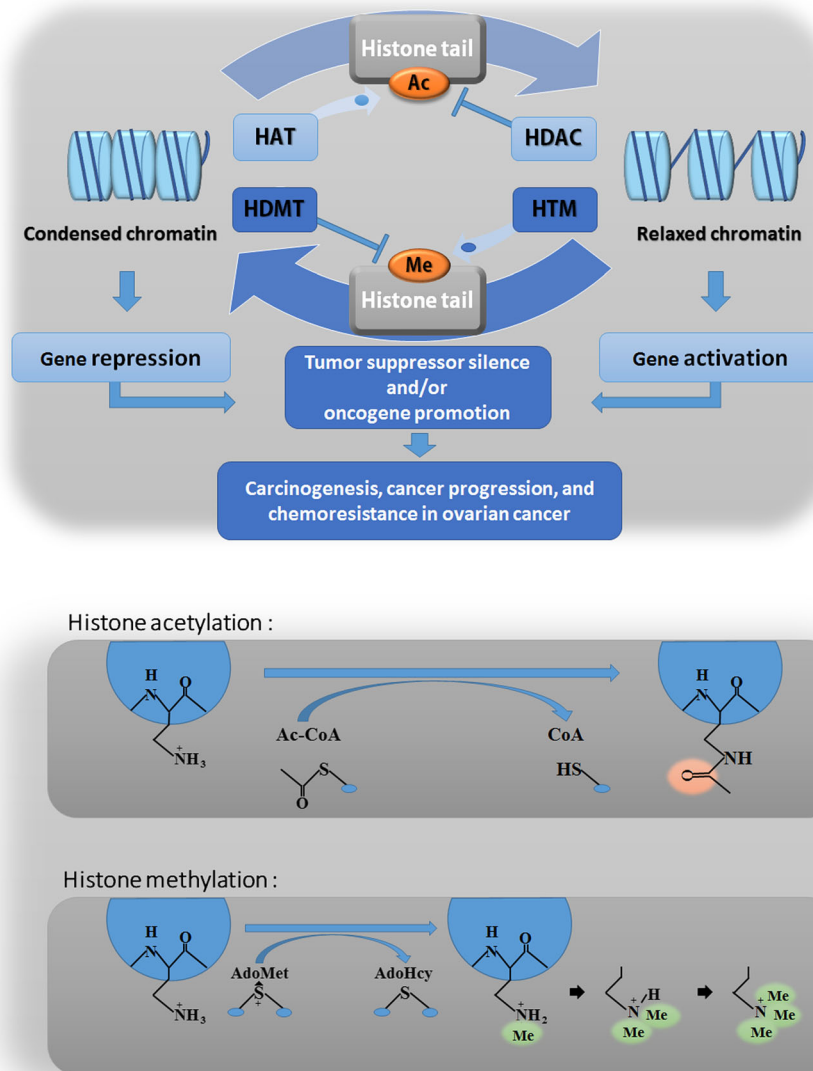 Histone tail
Ac
HAT
HDAC
HDMT
HTM
Condensed chromatin
Relaxed chromatin
Me
Histone tail
Gene repression
Gene activation
Tumor suppressor silence
and/or
oncogene promotion
Carcinogenesis, cancer progression, and
chemoresistance in ovarian cancer
Histone acetylation :
H
N
O
+
NH3
Ac-CoA
S
O
CoA
HS
H
N
O
NH
O
Histone methylation :
H
N
O
+
NH3
AdoMet
S
+
AdoHcy
S
H
N
O
+
NH2
Me
+
N
H
Me
Me
+
N
Me
Me
Me